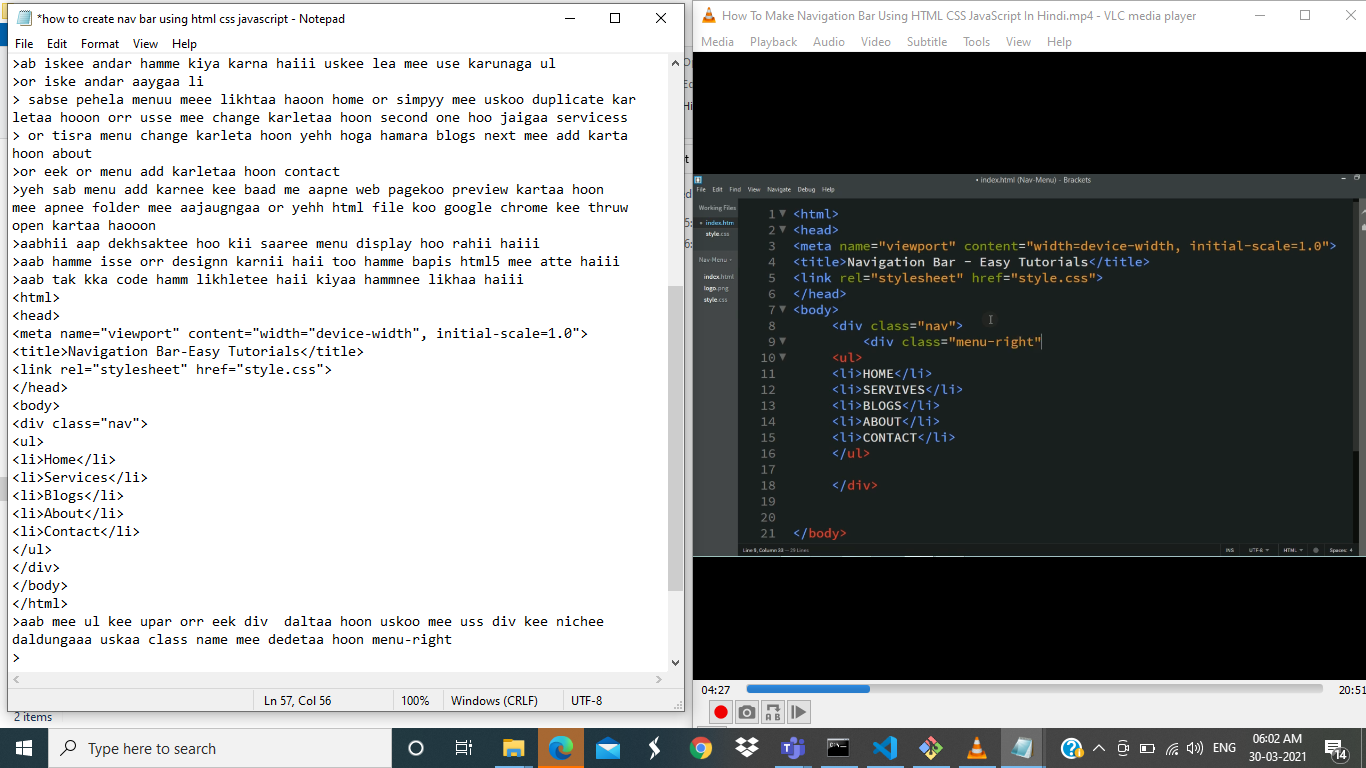 *how to create nav bar using html css javascript - Notepad
File Edit Format View Help
>ab iskee andar hamme kiya karna haiii uskee lea mee use karunaga ul
>or iske andar aaygaa li
> sabse pehela menuu meee likhtaa haoon home or simpyy mee uskoo duplicate kar
letaa hooon orr usse mee change karletaa hoon second one hoo jaigaa servicess
> or tisra menu change karleta hoon yehh hoga hamara blogs next mee add karta
hoon about
>or eek or menu add karletaa hoon contact
>yeh sab menu add karnee kee baad me aapne web pagekoo preview kartaa hoon
mee apnee folder mee aajaugngaa or yehh html file koo google chrome kee thruw
open kartaa haooon
>aabhii aap dekhsaktee hoo kii saaree menu display hoo rahii haiii
>aab hamme isse orr designn karnii haii too hamme bapis html5 mee atte haiii
>aab tak kka code hamm likhletee haii kiyaa hammnee likhaa haiii
<html>
<head>
<meta name="viewport" content="width="device-width", initial-scale=1.0">
<title>Navigation Bar-Easy Tutorials</title>
<link rel="stylesheet" href="style.css">
</head>
<body>
<div class="nav">
<ul>
<li>Home</li>
<li>Services</li>
<li>Blogs</li>
<li>About</li>
<li>Contact</li>
</ul>
</div>
</body>
</html>
>aab mee ul kee upar orr eek div  daltaa hoon uskoo mee uss div kee nichee
daldungaaa uskaa class name mee dedetaa hoon menu-right
>
Ln 57, Col 56 100% Windows (CRLF) UTF-8
2 items
How To Make Navigation Bar Using HTML CSS JavaScript In Hindi.mp4 - VLC media player
Media Playback Audio Video Subtitle Tools View Help
• index.html (Nav-Menu) - Brackets
File Edit Find View Navigate Debug Help
Working Files
index.htm
style.css
Nav-Menu
index.html
logo.png
style.css
1 <html>
2 <head>
3 <meta name="viewport" content="width=device-width, initial-scale=1.0">
4 <title>Navigation Bar - Easy Tutorials</title>
5 <link rel="stylesheet" href="style.css">
6 </head>
7 <body>
8 <div class="nav">
9 <div class="menu-right"
10 <ul>
11 <li>HOME</li>
12 <li>SERVIVES</li>
13 <li>BLOGS</li>
14 <li>ABOUT</li>
15 <li>CONTACT</li>
16 </ul>
17
18 </div>
19
20
21 </body>
Line 9, Column 33 — 29 Lines INS UTF-8 HTML Spaces: 4
04:27 20:51
Type here to search
ENG 06:02 AM
30-03-2021
14